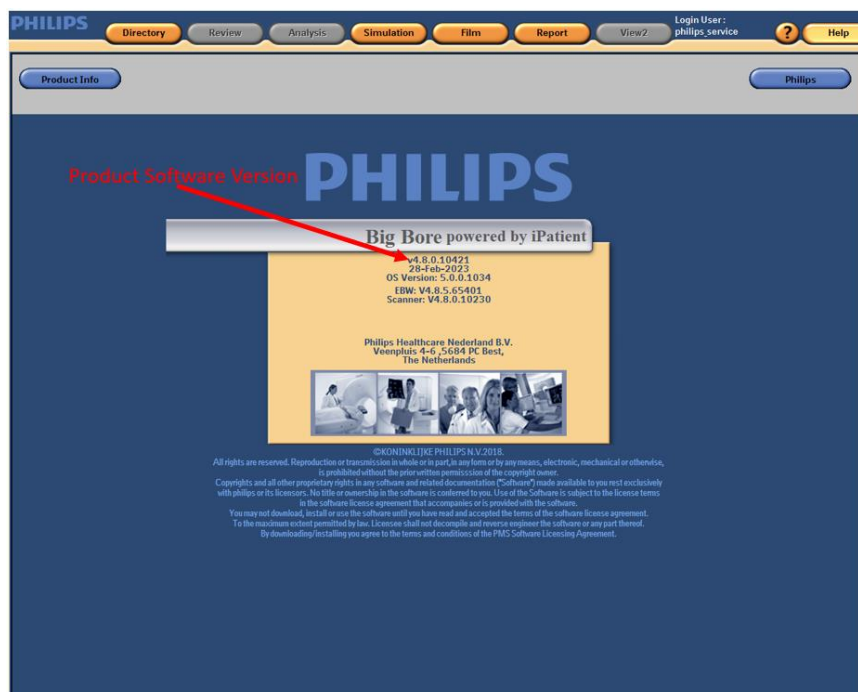 PHILIPS
Directory
Review
Analysis
Simulation
Film
Report
View2
Login User :
philips_service
?
Help
Product Info
Philips
Product Software Version
PHILIPS
Big Bore powered by iPatient
v4.8.0.10421
28-Feb-2023
OS Version: 5.0.0.1034
EBW: V4.8.5.65401
Scanner: V4.8.0.10230
Philips Healthcare Nederland B.V.
Veenpluis 4-6 ,5684 PC Best,
The Netherlands
©KONINKLIJKE PHILIPS N.V.2018.
All rights are reserved. Reproduction or transmission in whole or in part,in any form or by any means, electronic, mechanical or otherwise,
is prohibited without the prior written permisssion of the copyright owner.
Copyrights and all other proprietary rights in any software and related documentation ("Software") made available to you rest exclusively
with philips or its licensors. No title or ownership in the software is conferred to you. Use of the Software is subject to the license terms
in the software license agreement that accompanies or is provided with the software.
You may not download, install or use the software until you have read and accepted the terms of the software license agreement.
To the maximum extent permitted by law. Licensee shall not decompile and reverse engineer the software or any part thereof.
By downloading/installing you agree to the terms and conditions of the PMS Software Licensing Agreement.